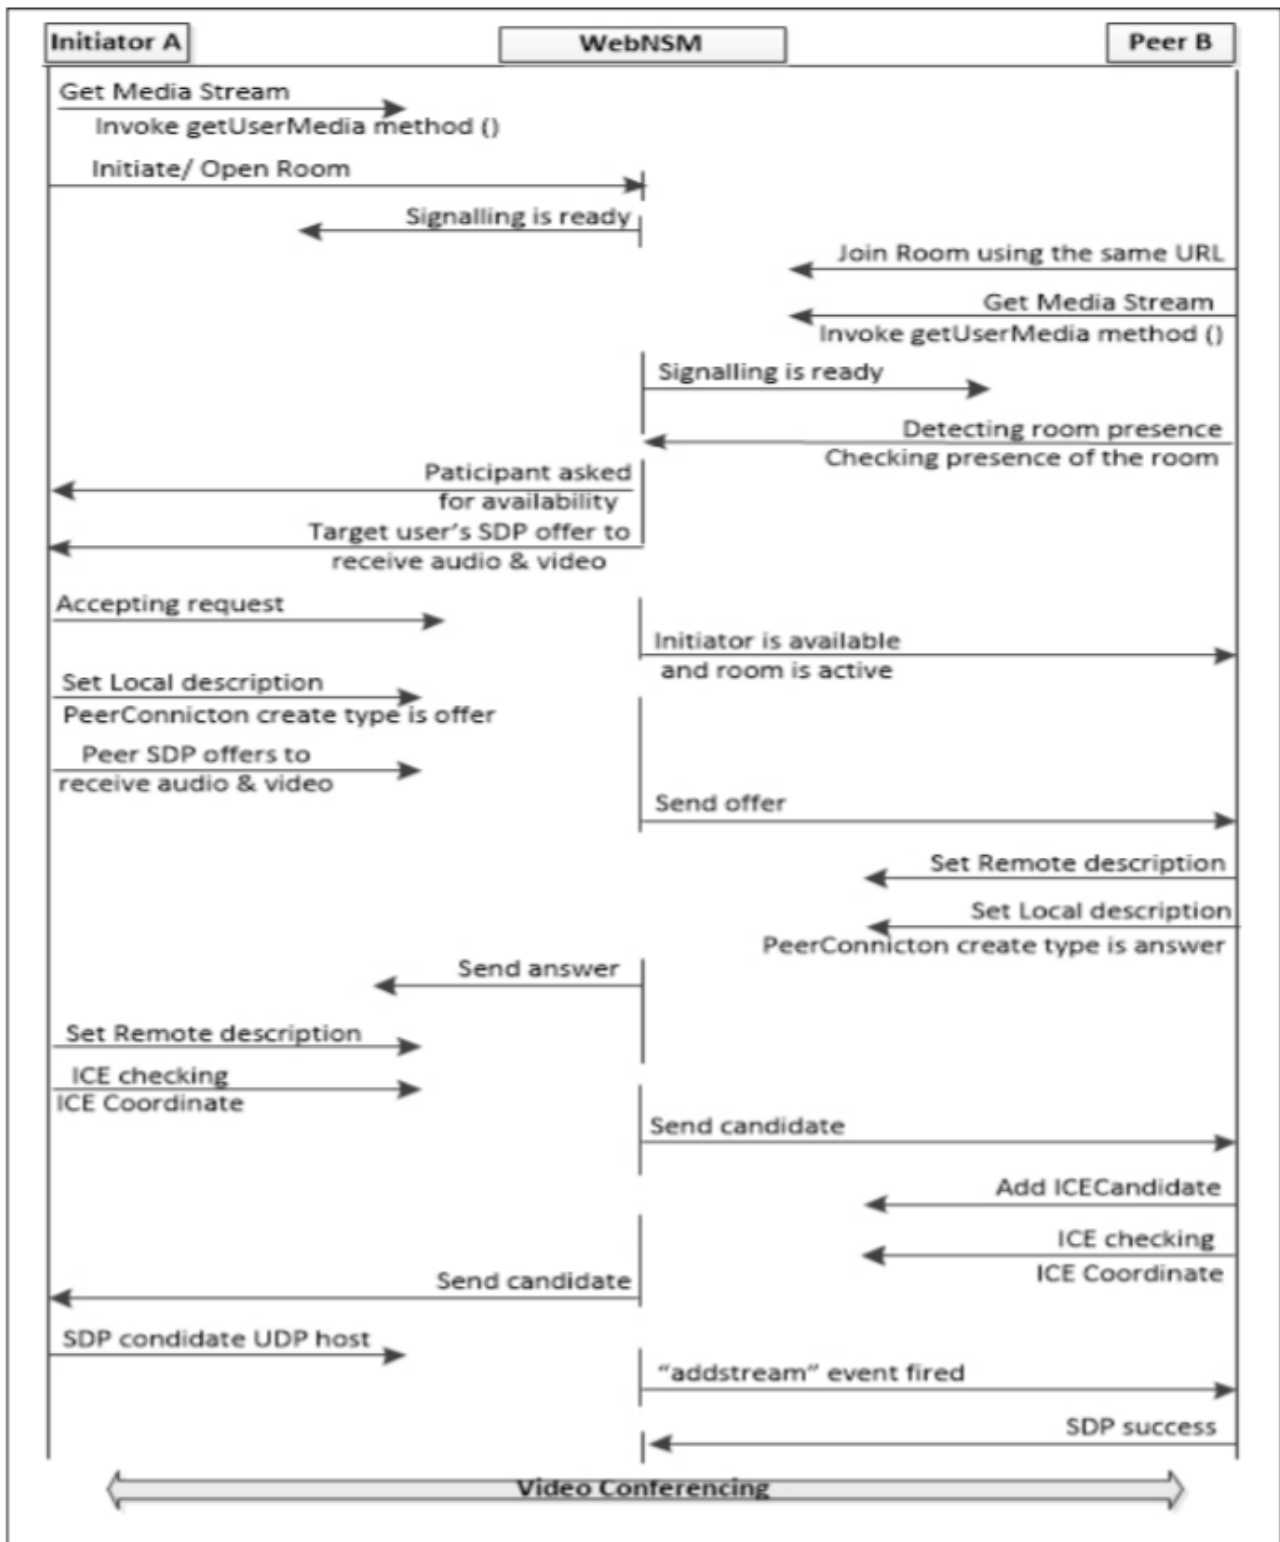 Initiator A
WebNSM
Peer B
Get Media Stream
Invoke getUserMedia method ()
Initiate/ Open Room
Signalling is ready
Join Room using the same URL
Get Media Stream
Invoke getUserMedia method ()
Signalling is ready
Detecting room presence
Checking presence of the room
Paticipant asked
for availability
Target user's SDP offer to
receive audio & video
Accepting request
Initiator is available
and room is active
Set Local description
PeerConnicton create type is offer
Peer SDP offers to
receive audio & video
Send offer
Set Remote description
Set Local description
PeerConnicton create type is answer
Send answer
Set Remote description
ICE checking
ICE Coordinate
Send candidate
Add ICECandidate
ICE checking
ICE Coordinate
Send candidate
SDP condidate UDP host
“addstream” event fired
SDP success
Video Conferencing